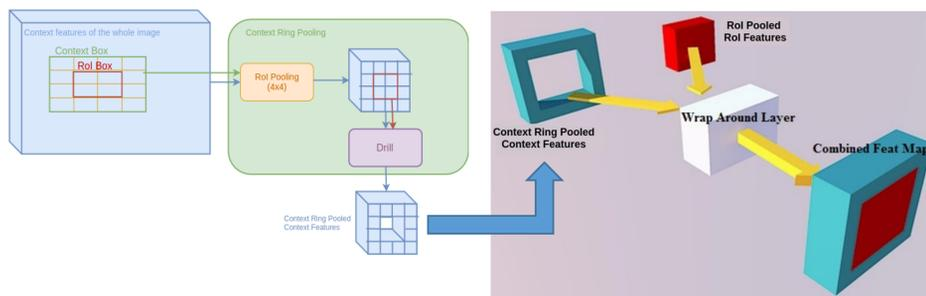 Context features of the whole image
Context Box
RoI Box
Context Ring Pooling
RoI Pooling
(4x4)
Drill
Context Ring Pooled
Context Features
RoI Pooled
RoI Features
Context Ring Pooled
Context Features
Wrap Around Layer
Combined Feat Map